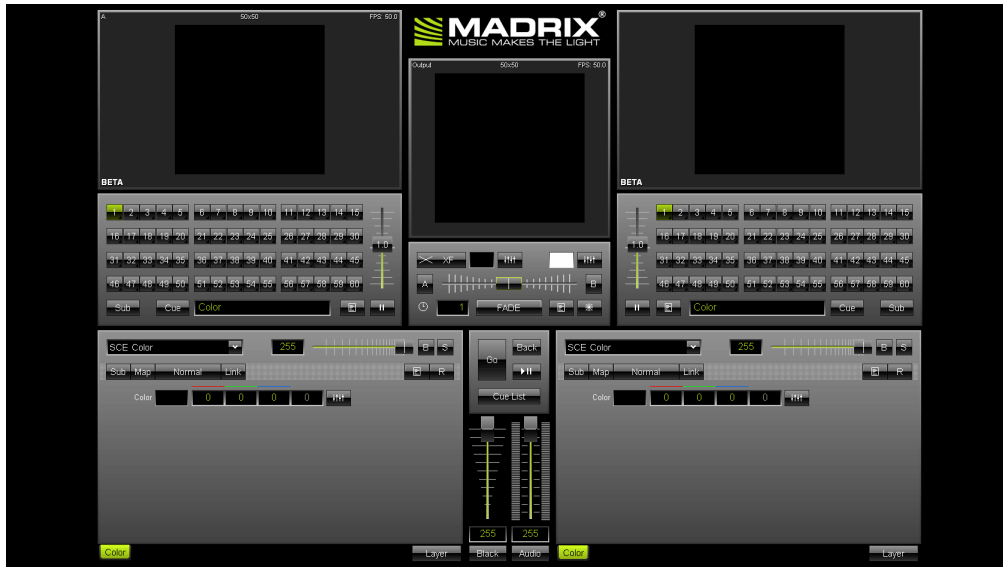 A 50x50 FPS: 50.0
BETA
MADRIX®
MUSIC MAKES THE LIGHT
Output 50x50 FPS: 50.0
BETA
1 2 3 4 5 6 7 8 9 10 11 12 13 14 15
16 17 18 19 20 21 22 23 24 25 26 27 28 29 30
31 32 33 34 35 36 37 38 39 40 41 42 43 44 45
46 47 48 49 50 51 52 53 54 55 56 57 58 59 60
1.0
Sub Cue Color
XF
A B
1 FADE
1 2 3 4 5 6 7 8 9 10 11 12 13 14 15
16 17 18 19 20 21 22 23 24 25 26 27 28 29 30
31 32 33 34 35 36 37 38 39 40 41 42 43 44 45
46 47 48 49 50 51 52 53 54 55 56 57 58 59 60
1.0
Color Cue Sub
SCE Color 255 B S
Sub Map Normal Link R
Color 0 0 0 0
Color Layer
Go Back
Cue List
255 255
Black Audio
SCE Color 255 B S
Sub Map Normal Link R
Color 0 0 0 0
Color Layer